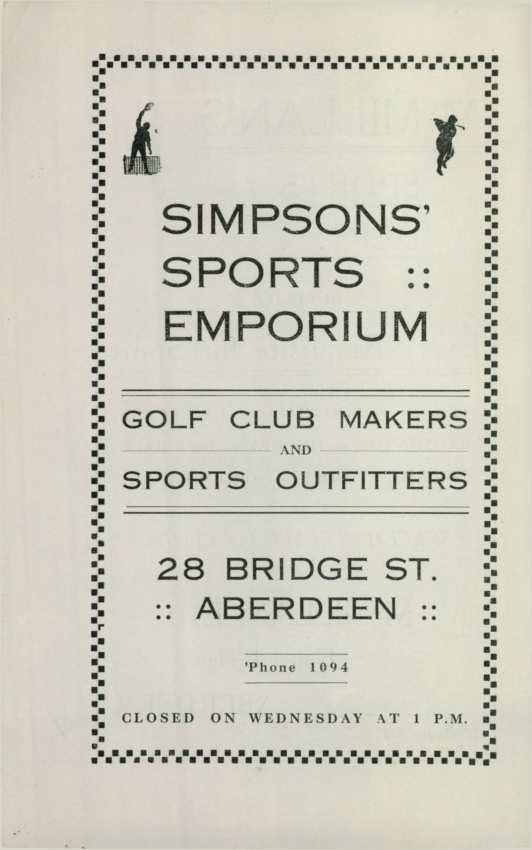 SIMPSONS'
SPORTS ::
EMPORIUM
GOLF CLUB MAKERS
AND
SPORTS OUTFITTERS
28 BRIDGE ST.
:: ABERDEEN ::
'Phone 1094
CLOSED ON WEDNESDAY AT 1 P.M.